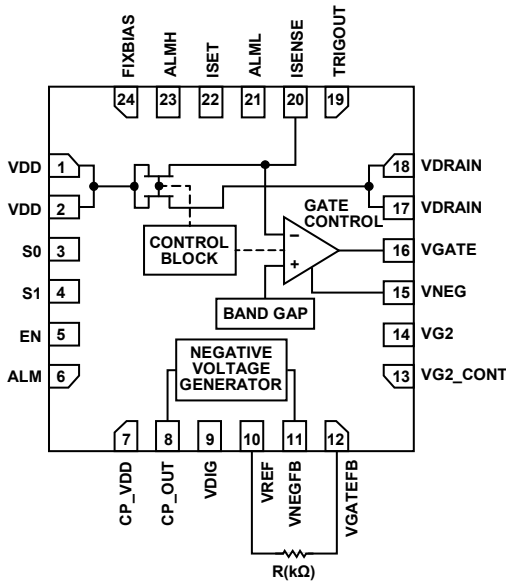 FIXBIAS
ALMH
ISET
ALML
ISENSE
TRIGOUT
24
23
22
21
20
19
VDD
1
18
VDRAIN
VDD
2
17
VDRAIN
GATE
CONTROL
S0
3
CONTROL
BLOCK
–
+
16
VGATE
S1
4
15
VNEG
BAND GAP
EN
5
14
VG2
NEGATIVE
VOLTAGE
GENERATOR
ALM
6
13
VG2_CONT
7
8
9
10
11
12
CP_VDD
CP_OUT
VDIG
VREF
VNEGFB
VGATEFB
R(kΩ)